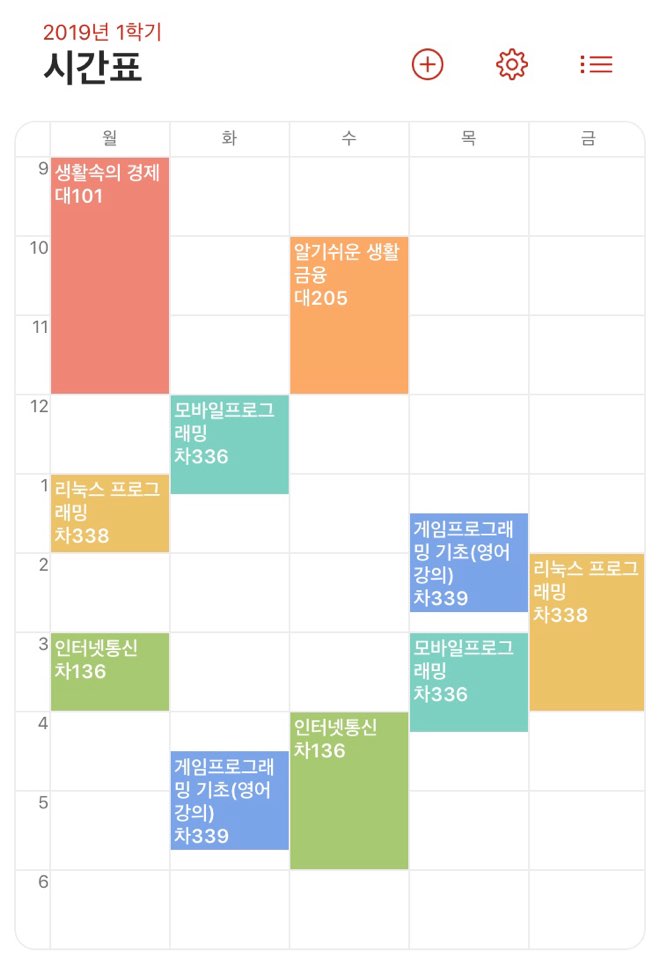 2019년 1학기
시간표
월 화 수 목 금
9
생활속의 경제
대101
10
알기쉬운 생활
금융
대205
11
12
모바일프로그
래밍
차336
1
리눅스 프로그
래밍
차338
게임프로그래
밍 기초(영어
강의)
차339
2
리눅스 프로그
래밍
차338
3
인터넷통신
차136
모바일프로그
래밍
차336
4
인터넷통신
차136
게임프로그래
밍 기초(영어
강의)
차339
5
6